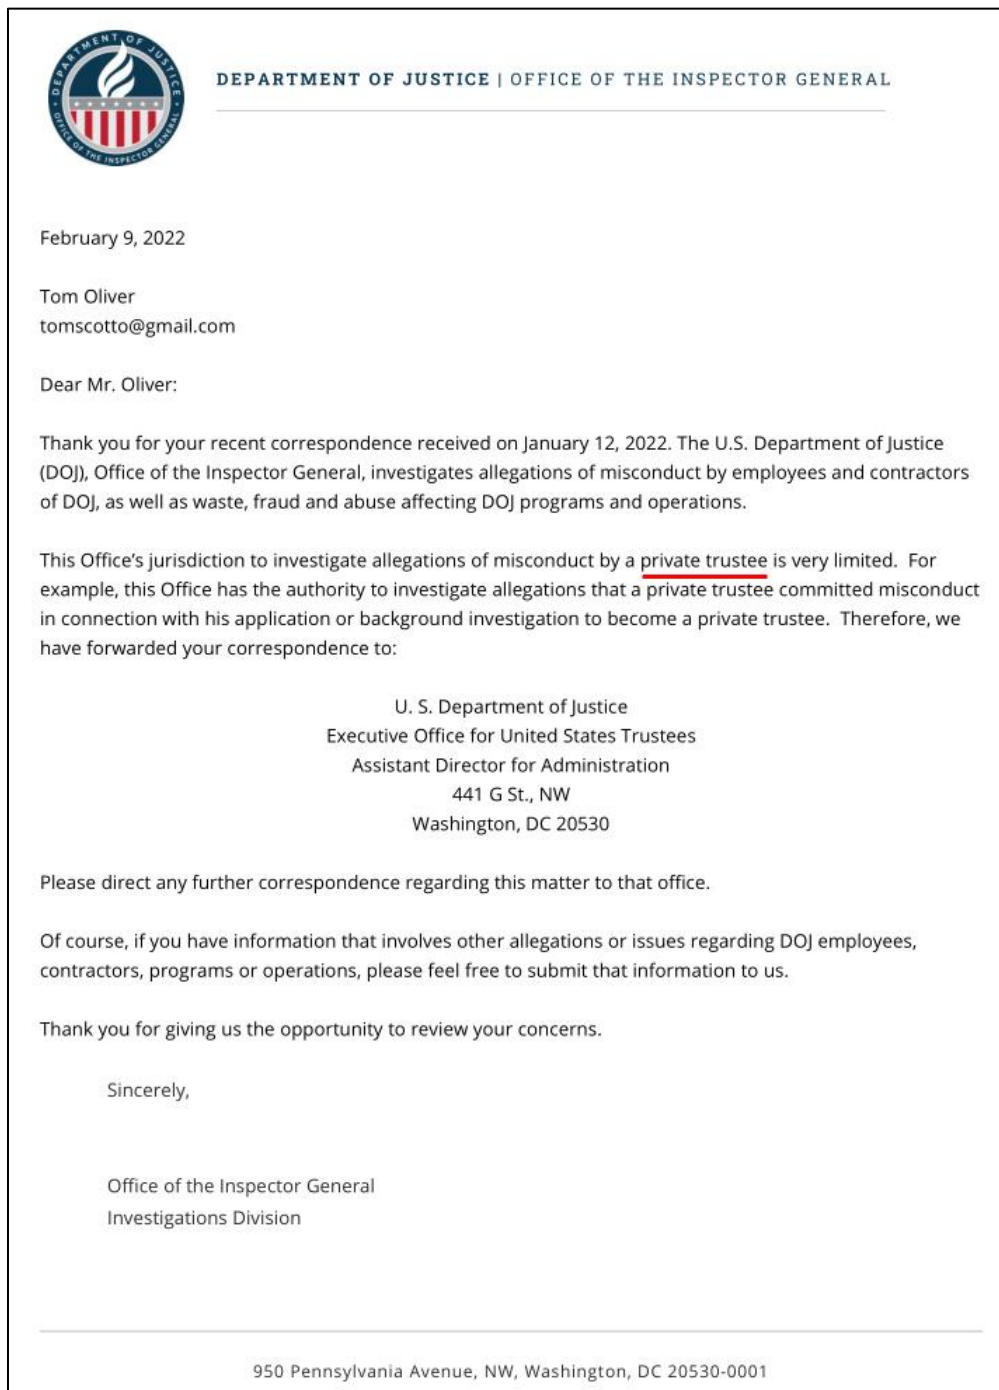 DEPARTMENT OF JUSTICE
OFFICE OF THE INSPECTOR GENERAL
DEPARTMENT OF JUSTICE | OFFICE OF THE INSPECTOR GENERAL
February 9, 2022
Tom Oliver
tomscotto@gmail.com
Dear Mr. Oliver:
Thank you for your recent correspondence received on January 12, 2022. The U.S. Department of Justice
(DOJ), Office of the Inspector General, investigates allegations of misconduct by employees and contractors
of DOJ, as well as waste, fraud and abuse affecting DOJ programs and operations.
This Office's jurisdiction to investigate allegations of misconduct by a private trustee is very limited.  For
example, this Office has the authority to investigate allegations that a private trustee committed misconduct
in connection with his application or background investigation to become a private trustee.  Therefore, we
have forwarded your correspondence to:
U. S. Department of Justice
Executive Office for United States Trustees
Assistant Director for Administration
441 G St., NW
Washington, DC 20530
Please direct any further correspondence regarding this matter to that office.
Of course, if you have information that involves other allegations or issues regarding DOJ employees,
contractors, programs or operations, please feel free to submit that information to us.
Thank you for giving us the opportunity to review your concerns.
Sincerely,
Office of the Inspector General
Investigations Division
950 Pennsylvania Avenue, NW, Washington, DC 20530-0001